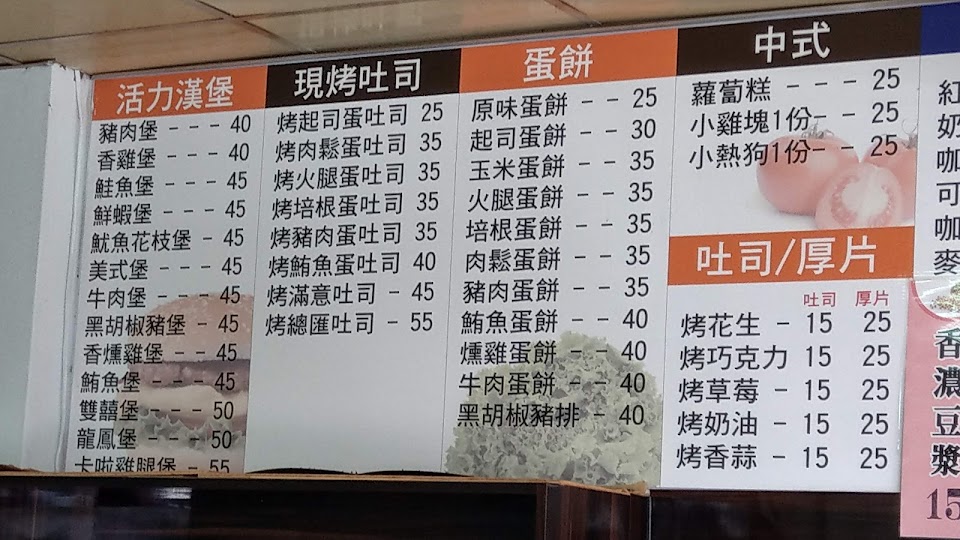 活力漢堡
豬肉堡 - - - 40
香雞堡 - - - 40
鮭魚堡 - - - 45
鮮蝦堡 - - - 45
魷魚花枝堡 - 45
美式堡 - - - 45
牛肉堡 - - - 45
黑胡椒豬堡 - 45
香燻雞堡 - - 45
鮪魚堡 - - - 45
雙囍堡 - - - 50
龍鳳堡 - - - 50
卡啦雞腿堡 - 55
現烤吐司
烤起司蛋吐司 25
烤肉鬆蛋吐司 35
烤火腿蛋吐司 35
烤培根蛋吐司 35
烤豬肉蛋吐司 35
烤鮪魚蛋吐司 40
烤滿意吐司 - 45
烤總匯吐司 - 55
蛋餅
原味蛋餅 - - 25
起司蛋餅 - - 30
玉米蛋餅 - - 35
火腿蛋餅 - - 35
培根蛋餅 - - 35
肉鬆蛋餅 - - 35
豬肉蛋餅 - - 35
鮪魚蛋餅 - - 40
燻雞蛋餅 - - 40
牛肉蛋餅 - - 40
黑胡椒豬排 - 40
中式
蘿蔔糕 - - - 25
小雞塊1份- - 25
小熱狗1份- - 25
吐司/厚片
吐司 厚片
烤花生 - 15 25
烤巧克力 15 25
烤草莓 - 15 25
烤奶油 - 15 25
烤香蒜 - 15 25
紅
奶
咖
可
咖
麥
香濃豆漿
15